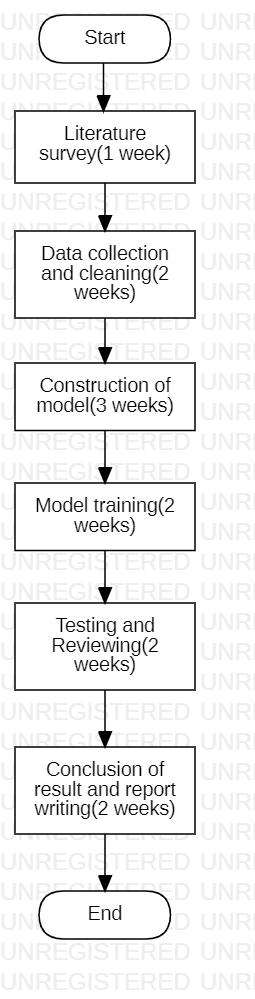 Start
Literature
survey(1 week)
Data collection
and cleaning(2
weeks)
Construction of
model(3 weeks)
Model training(2
weeks)
Testing and
Reviewing(2
weeks)
Conclusion of
result and report
writing(2 weeks)
End
UNREGISTERED